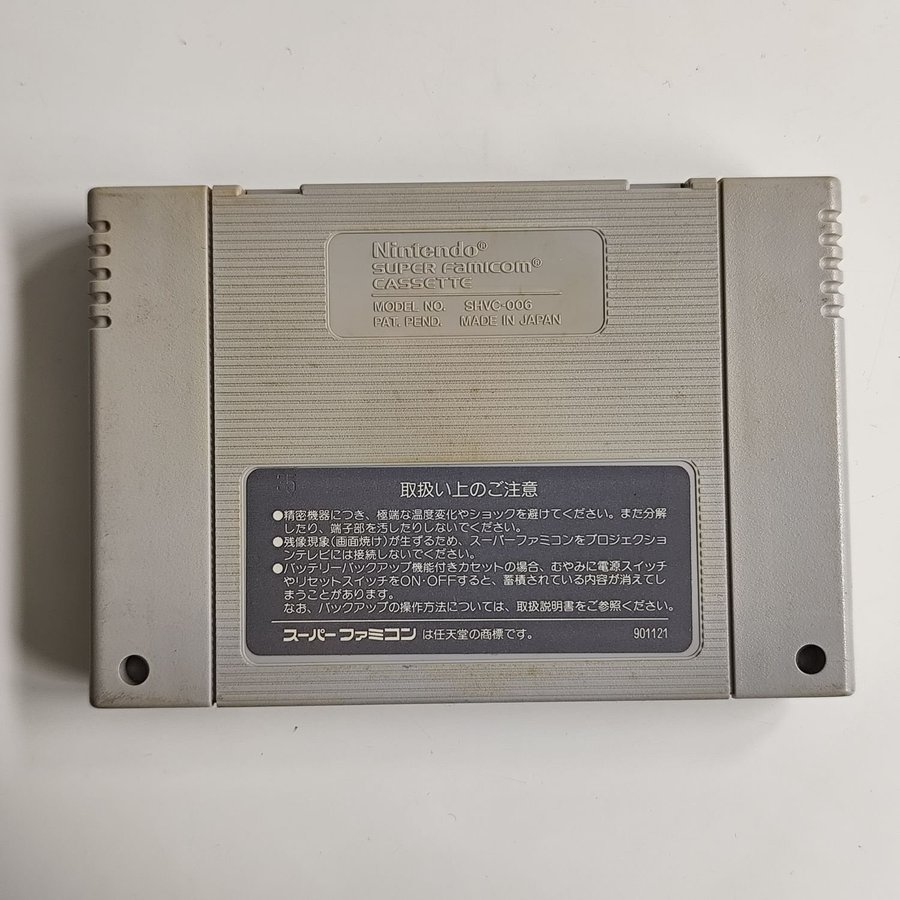 Nintendo®
SUPER Famicom®
CASSETTE
MODEL NO. SHVC-006
PAT. PEND. MADE IN JAPAN
55
取扱い上のご注意
●精密機器につき、極端な温度変化やショックを避けてください。また分解
したり、端子部を汚したりしないでください。
●残像現象(画面焼け)が生ずるため、スーパーファミコンをプロジェクショ
ンテレビには接続しないでください。
●バッテリーバックアップ機能付きカセットの場合、むやみに電源スイッチ
やリセットスイッチをON・OFFすると、蓄積されている内容が消えてし
まうことがあります。
なお、バックアップの操作方法については、取扱説明書をご参照ください。
スーパーファミコン は任天堂の商標です。 901121